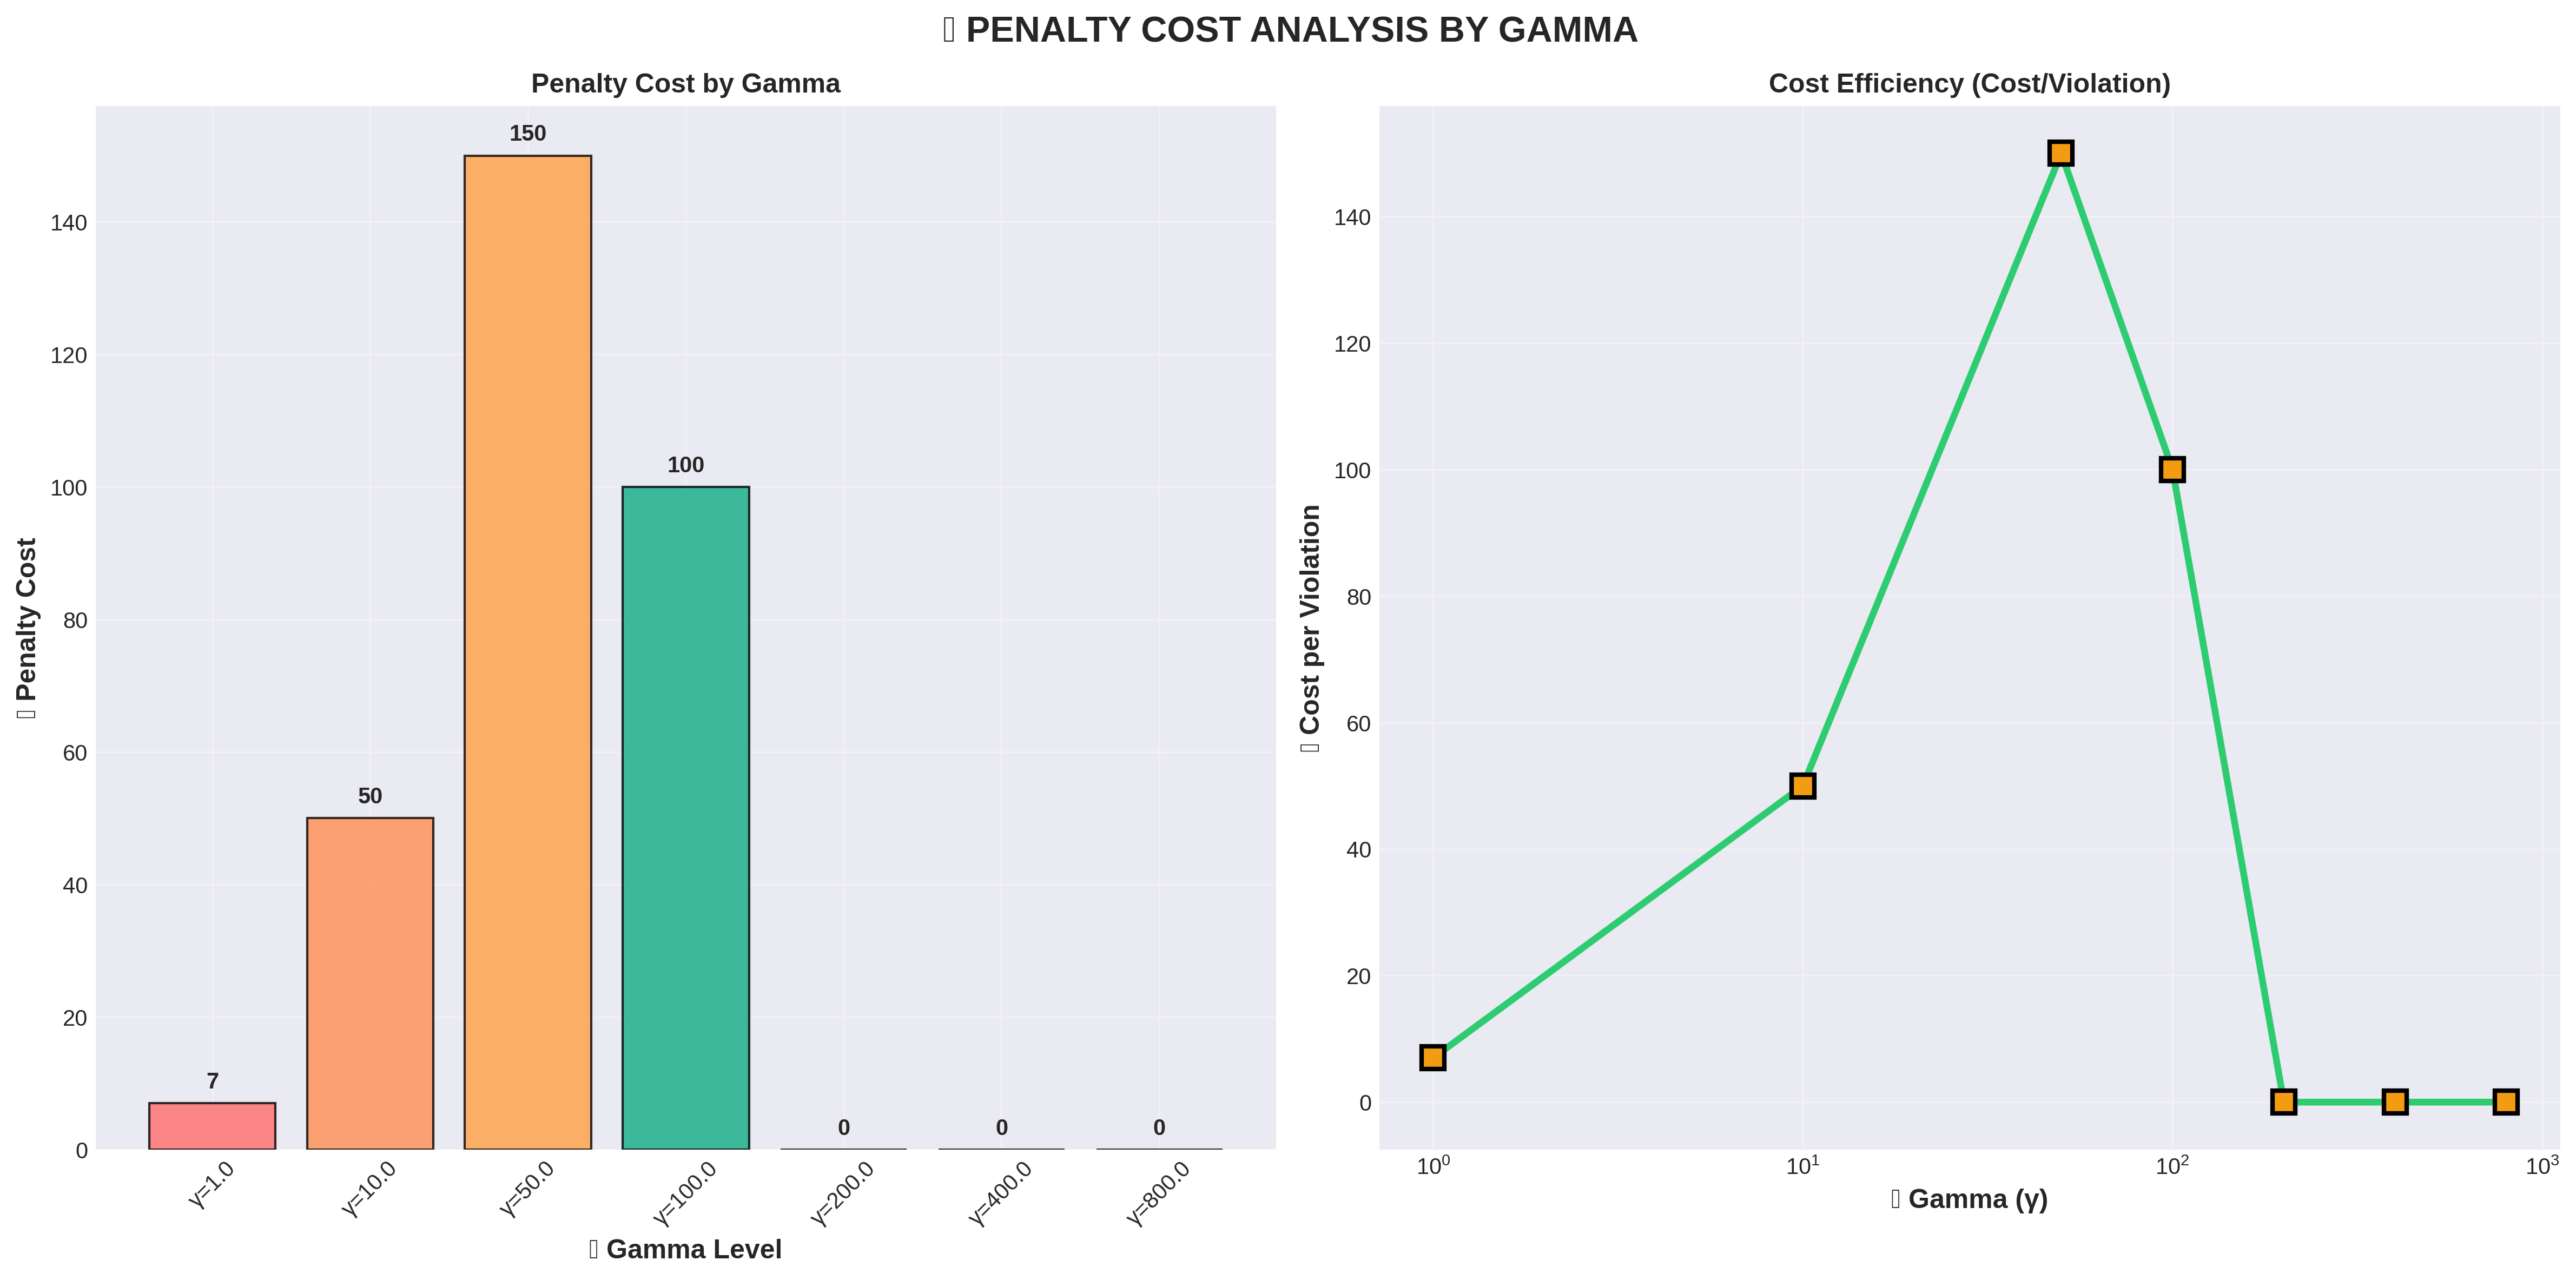 PENALTY COST ANALYSIS BY GAMMA
Penalty Cost by Gamma
Penalty Cost
140
120
100
80
60
40
20
0
7
50
150
100
0
0
0
γ=1.0
γ=10.0
γ=50.0
γ=100.0
γ=200.0
γ=400.0
γ=800.0
Gamma Level
Cost Efficiency (Cost/Violation)
Cost per Violation
140
120
100
80
60
40
20
0
10⁰
10¹
10²
10³
Gamma (γ)